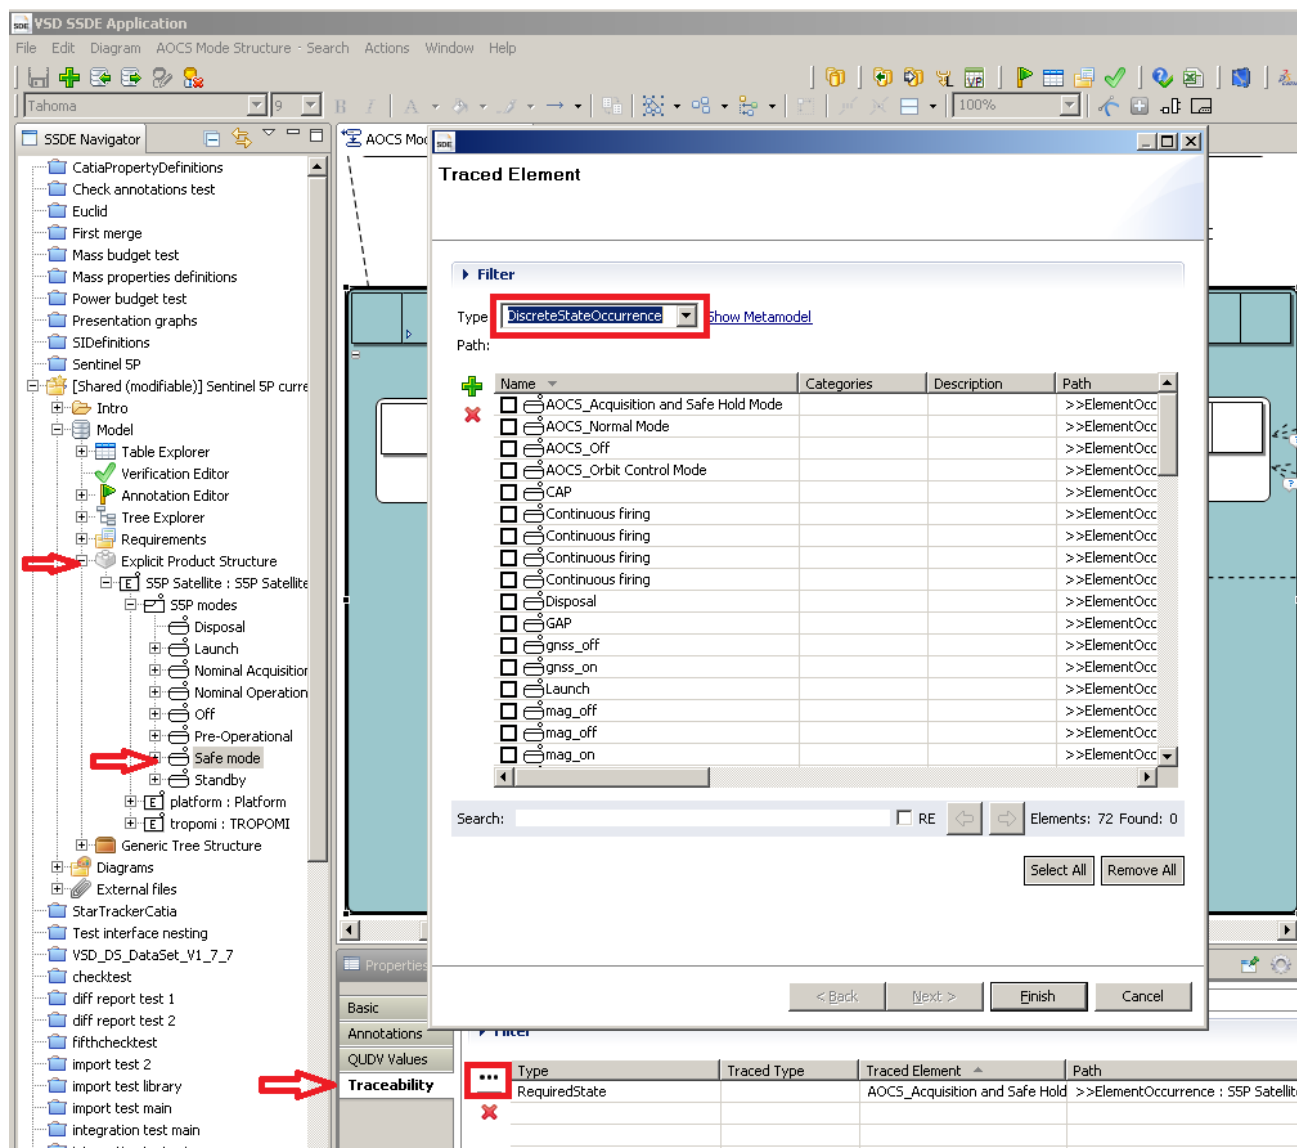 VSD SSDE Application
File Edit Diagram AOCS Mode Structure - Search Actions Window Help
Tahoma 9 B I A 100%
SSDE Navigator
CatiaPropertyDefinitions
Check annotations test
Euclid
First merge
Mass budget test
Mass properties definitions
Power budget test
Presentation graphs
SIDefinitions
Sentinel 5P
[Shared (modifiable)] Sentinel 5P curre
Intro
Model
Table Explorer
Verification Editor
Annotation Editor
Tree Explorer
Requirements
Explicit Product Structure
S5P Satellite : S5P Satellite
S5P modes
Disposal
Launch
Nominal Acquisition
Nominal Operation
Off
Pre-Operational
Safe mode
Standby
platform : Platform
tropomi : TROPOMI
Generic Tree Structure
Diagrams
External files
StarTrackerCatia
Test interface nesting
VSD_DS_DataSet_V1_7_7
checktest
diff report test 1
diff report test 2
fifthchecktest
import test 2
import test library
import test main
integration test main
AOCS Mod
Traced Element
Filter
Type DiscreteStateOccurrence Show Metamodel
Path:
Name Categories Description Path
AOCS_Acquisition and Safe Hold Mode >>ElementOcc
AOCS_Normal Mode >>ElementOcc
AOCS_Off >>ElementOcc
AOCS_Orbit Control Mode >>ElementOcc
CAP >>ElementOcc
Continuous firing >>ElementOcc
Continuous firing >>ElementOcc
Continuous firing >>ElementOcc
Continuous firing >>ElementOcc
Disposal >>ElementOcc
GAP >>ElementOcc
gnss_off >>ElementOcc
gnss_on >>ElementOcc
Launch >>ElementOcc
mag_off >>ElementOcc
mag_off >>ElementOcc
mag_on >>ElementOcc
Search: RE Elements: 72 Found: 0
Select All Remove All
< Back Next > Finish Cancel
Properties
Basic
Annotations
QUDV Values
Traceability
Filter
Type Traced Type Traced Element Path
RequiredState AOCS_Acquisition and Safe Hold >>ElementOccurrence : S5P Satellite